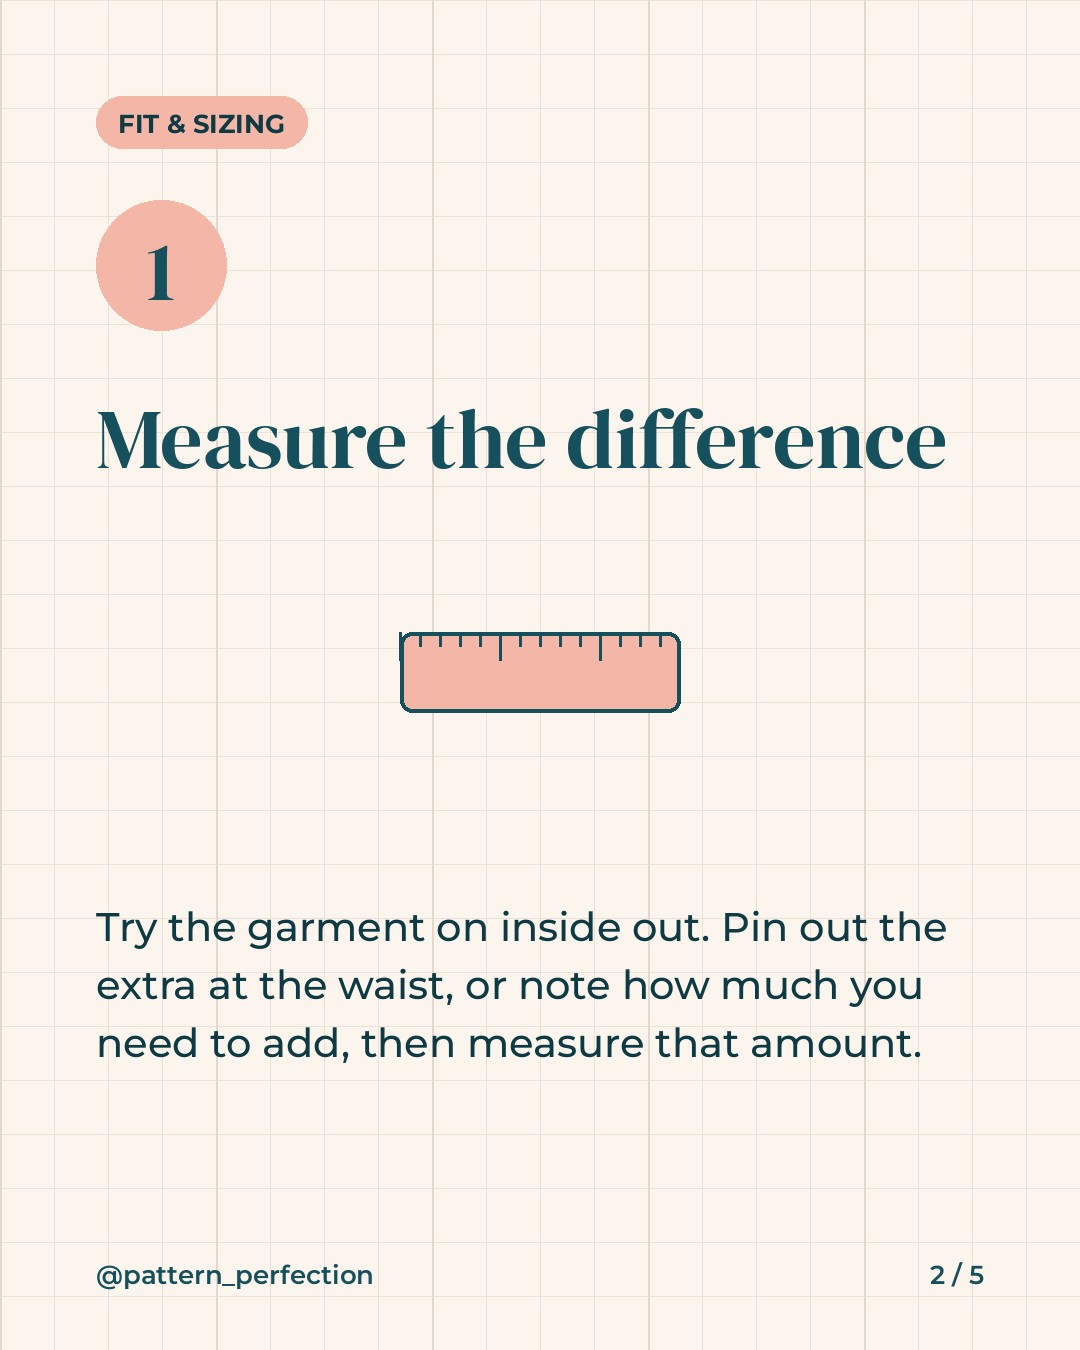 FIT & SIZING
1
Measure the difference
Try the garment on inside out. Pin out the
extra at the waist, or note how much you
need to add, then measure that amount.
@pattern_perfection
2 / 5